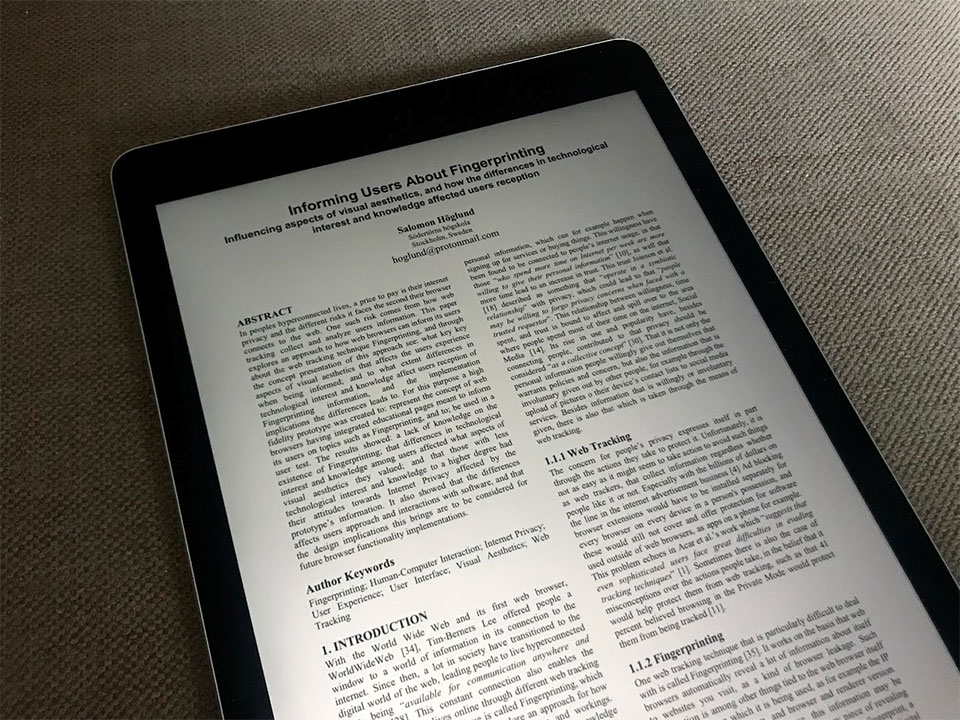 Informing Users About Fingerprinting
Influencing aspects of visual aesthetics, and how the differences in technological
interest and knowledge affected users reception
Salomon Höglund
Södertörns högskola
Stockholm, Sweden
hoglund@protonmail.com
ABSTRACT
In peoples hyperconnected lives, a price to pay is their internet
privacy and the different risks it faces the second their browser
connects to the web. One such risk comes from how web
tracking collect and analyze users information. This paper
explores an approach to how web browsers can inform its users
about the web tracking technique Fingerprinting, and through
the concept presentation of this approach see: what key
aspects of visual aesthetics that affects the users experience
when being informed; and to what extent differences in
technological interest and knowledge affect users reception of
Fingerprinting information, and the implementation
implications the differences leads to. For this purpose a high
fidelity prototype was created to: represent the concept of web
browsers having integrated educational pages meant to inform
its users on topics such as Fingerprinting, and to; be used in a
user test. The results showed: a lack of knowledge on the
existence of Fingerprinting; that differences in technological
interest and knowledge among users affected what aspects of
visual aesthetics they valued; and that those with less
technological interest and knowledge to a higher degree had
their attitudes towards Internet Privacy affected by the
prototype's information. It also showed that the differences
affects users approach and interactions with software, and that
the design implications this brings are to be considered for
future browser functionality implementations.
Author Keywords
Fingerprinting; Human-Computer Interaction; Internet Privacy;
User Experience; User Interface; Visual Aesthetics; Web
Tracking
1. INTRODUCTION
With the World Wide Web and its first web browser,
WorldWideWeb [34], Tim-Berners Lee offered people a
window to a world of information in its connection to the
Internet. Since then, a lot in society have transitioned to the
digital world of the web, leading people to live hyperconnected
being "available for communication anywhere and
This constant connection also enables the
lives online through different web tracking
is called Fingerprinting, which
an approach for how
and workings.
personal information, which can for example happen when
signing up for services or buying things. This willingness have
been found to be connected to people's internet usage, is that
those "who spend more time on Internet per week are more
willing to give their personal information" [10], as well that
more time lead to an increase in trust. This trust Joinson et al.
[18] described as something that "operate in a symbiotic
relationship" with privacy, which could lead to that "people
may be willing to forgo privacy concerns when faced with a
trusted requester". This relationship between willingness, time
spent, and trust is bound to affect and evolve over to the area
where people spend most of their time on the web, Social
Media [14]. Its rise in use and popularity have, besides
connecting people, contributed to that privacy should be
considered "as a collective concept" [30]. That is not only the
personal information people willingly give out themselves that
warrants policies and concern, but also the information that is
involuntary given out by other people, for example through the
upload of pictures or their device's contact lists to social media
services. Besides information that is willingly or involuntary
given, there is also that which is taken through the means of
web tracking.
1.1.1 Web Tracking
The concern for people's privacy expresses itself in part
through the actions they take to protect it. Unfortunately, it is
not as easy as it might seem to take action to avoid such things
as web trackers, that collect information regardless whether
people like it or not. Especially with the billions of dollars on
the line in the internet advertisement business [4] Ad blocking
browser extensions would have to be installed separately for
every browser on every device in a person's possession, and
these would still not cover and offer protection for software
used outside of web browsers, as apps on a phone for example.
This problem echoes in Acar et al.'s work which "suggests that
even sophisticated users face great difficulties in evading
tracking techniques" [1]. Sometimes there is also the case of
misconceptions over the actions people take, in the belief that it
would help protect them from web tracking, such as that 41
percent believed browsing in the Private Mode would protect
them from being tracked [11].
1.1.2 Fingerprinting
One web tracking technique that is particularly difficult to deal
with is called Fingerprinting [35]. It works on the basis that web
browsers automatically reveal a lot of information about itself
to websites you visit, as a kind of browser leakage. Such
information is among other things tied to the web browser itself
which it is being used, as for example the IP
and renderer version